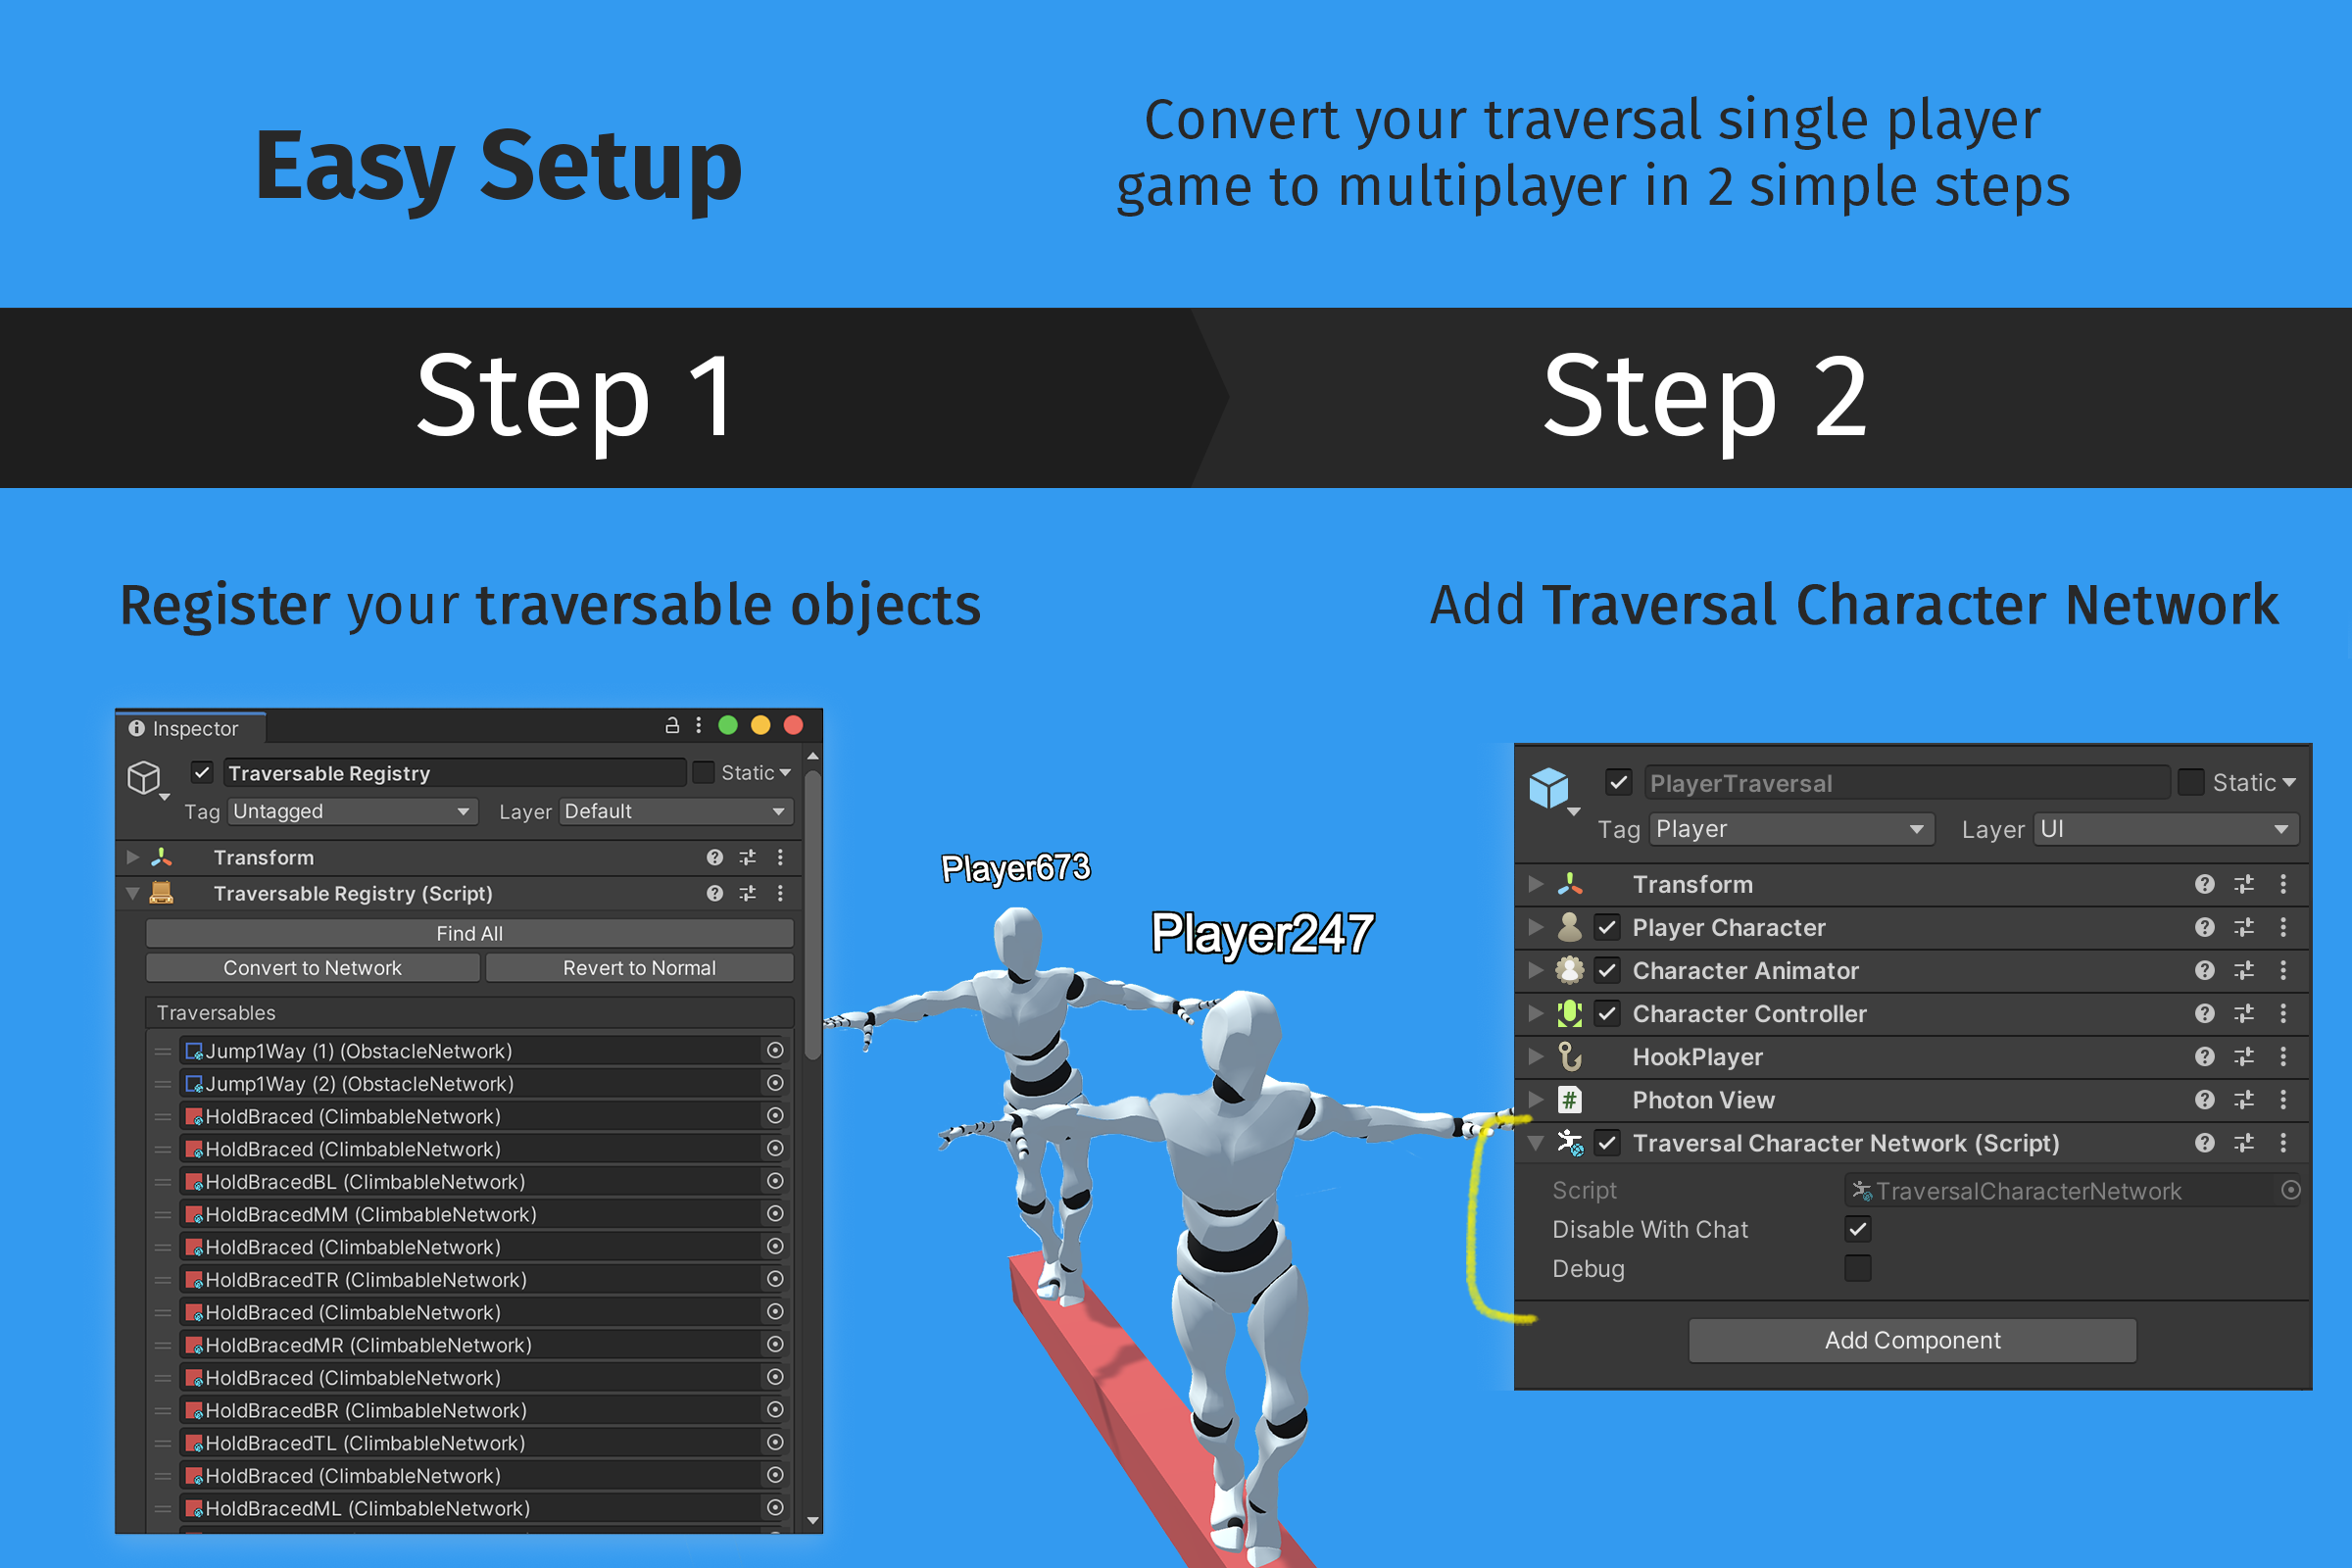 Easy Setup
Convert your traversal single player
game to multiplayer in 2 simple steps
Step 1
Step 2
Register your traversable objects
Add Traversal Character Network
Inspector
Traversable Registry
Static
Tag Untagged Layer Default
Transform
Traversable Registry (Script)
Find All
Convert to Network Revert to Normal
Traversables
Jump1Way (1) (ObstacleNetwork)
Jump1Way (2) (ObstacleNetwork)
HoldBraced (ClimbableNetwork)
HoldBraced (ClimbableNetwork)
HoldBracedBL (ClimbableNetwork)
HoldBracedMM (ClimbableNetwork)
HoldBraced (ClimbableNetwork)
HoldBracedTR (ClimbableNetwork)
HoldBraced (ClimbableNetwork)
HoldBracedMR (ClimbableNetwork)
HoldBraced (ClimbableNetwork)
HoldBracedBR (ClimbableNetwork)
HoldBracedTL (ClimbableNetwork)
HoldBraced (ClimbableNetwork)
HoldBracedML (ClimbableNetwork)
Player673
Player247
PlayerTraversal
Static
Tag Player Layer UI
Transform
Player Character
Character Animator
Character Controller
HookPlayer
# Photon View
Traversal Character Network (Script)
Script TraversalCharacterNetwork
Disable With Chat
Debug
Add Component